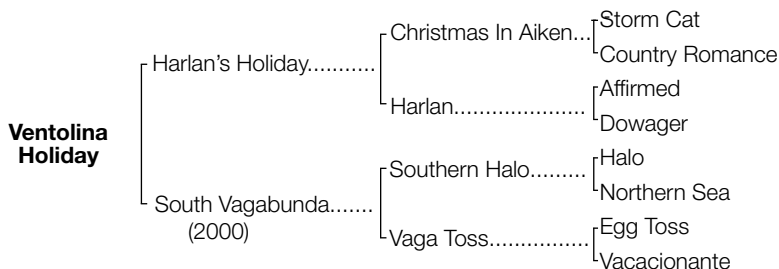 Storm Cat
Christmas In Aiken...
Country Romance
Harlan's Holiday..........
Affirmed
Harlan.....................
Dowager
Ventolina
Holiday
Halo
Southern Halo.........
Northern Sea
South Vagabunda.......
(2000)
Egg Toss
Vaga Toss................
Vacacionante